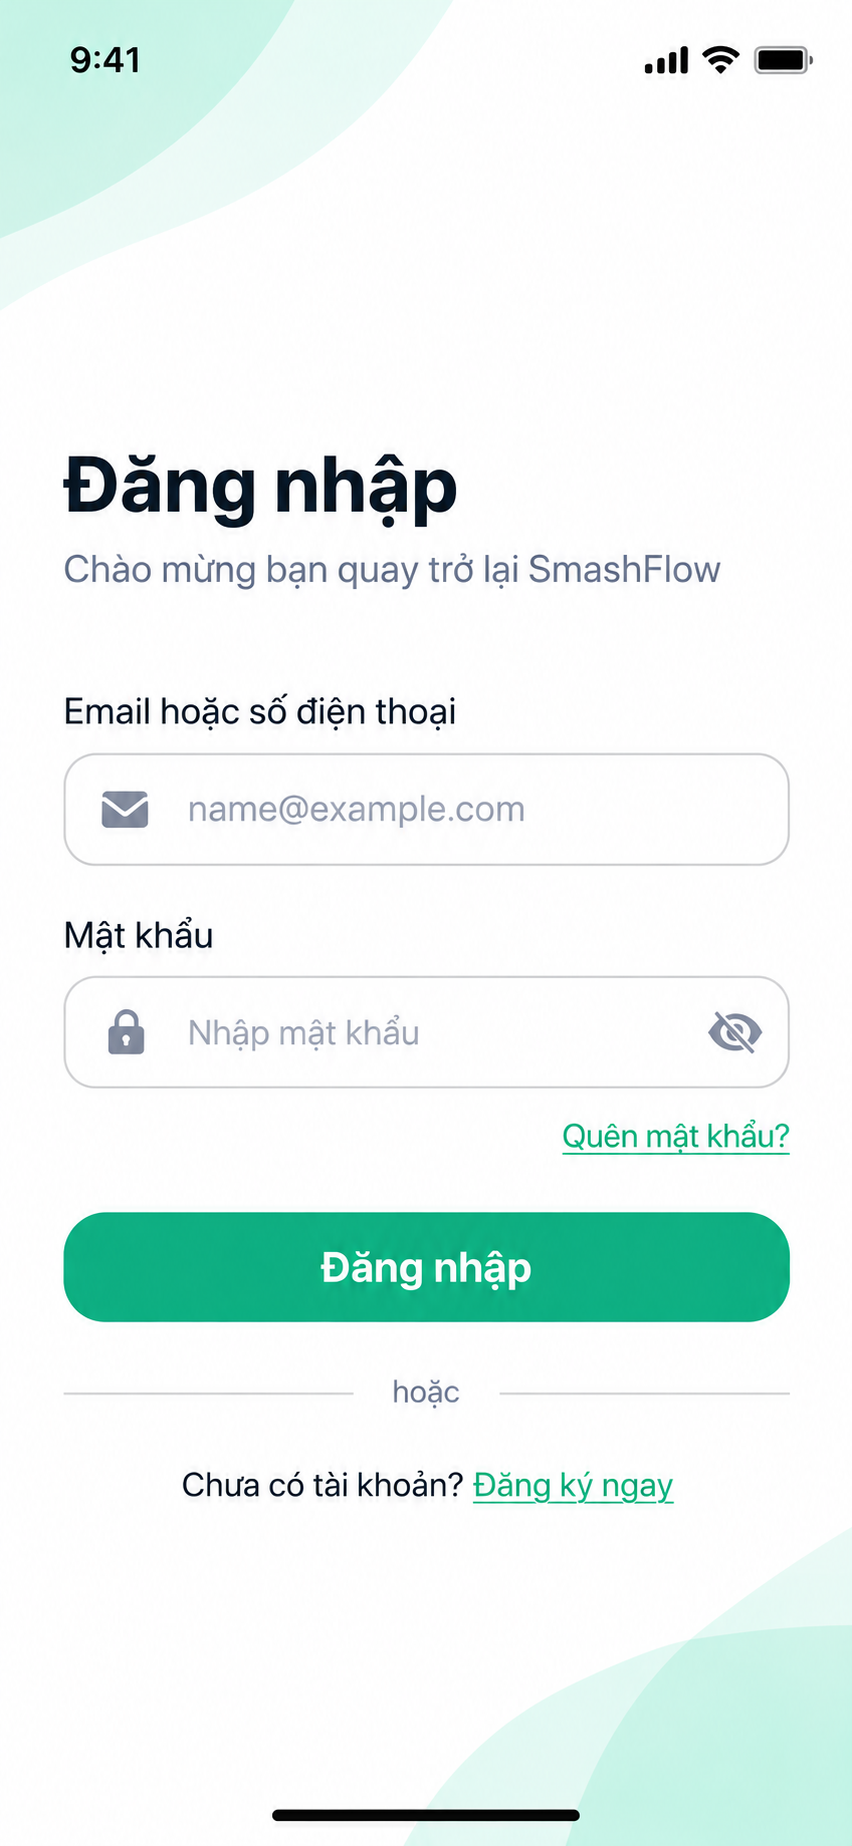 9:41
Đăng nhập
Chào mừng bạn quay trở lại SmashFlow
Email hoặc số điện thoại
name@example.com
Mật khẩu
Nhập mật khẩu
Quên mật khẩu?
Đăng nhập
hoặc
Chưa có tài khoản? Đăng ký ngay